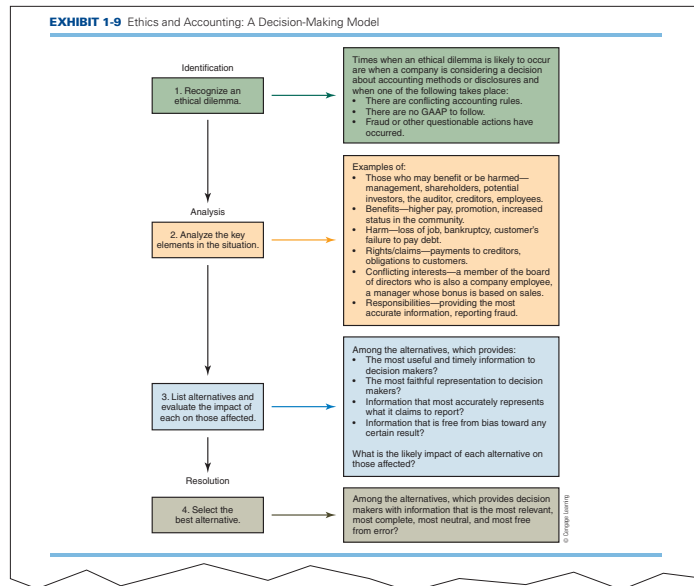 EXHIBIT 1-9 Ethics and Accounting: A Decision-Making Model
Identification
1. Recognize an
ethical dilemma.
Times when an ethical dilemma is likely to occur
are when a company is considering a decision
about accounting methods or disclosures and
when one of the following takes place:
• There are conflicting accounting rules.
• There are no GAAP to follow.
• Fraud or other questionable actions have
occurred.
Analysis
2. Analyze the key
elements in the situation.
Examples of:
• Those who may benefit or be harmed—
management, shareholders, potential
investors, the auditor, creditors, employees.
• Benefits—higher pay, promotion, increased
status in the community.
• Harm—loss of job, bankruptcy, customer's
failure to pay debt.
• Rights/claims—payments to creditors,
obligations to customers.
• Conflicting interests—a member of the board
of directors who is also a company employee,
a manager whose bonus is based on sales.
• Responsibilities—providing the most
accurate information, reporting fraud.
3. List alternatives and
evaluate the impact of
each on those affected.
Among the alternatives, which provides:
• The most useful and timely information to
decision makers?
• The most faithful representation to decision
makers?
• Information that most accurately represents
what it claims to report?
• Information that is free from bias toward any
certain result?
What is the likely impact of each alternative on
those affected?
Resolution
4. Select the
best alternative.
Among the alternatives, which provides decision
makers with information that is the most relevant,
most complete, most neutral, and most free
from error?
© Cengage Learning